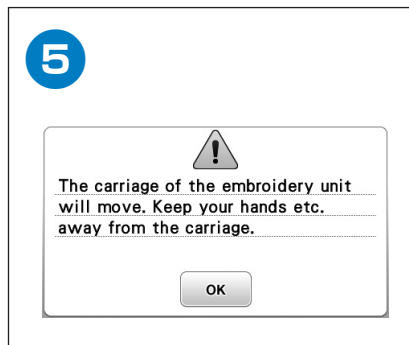 5
The carriage of the embroidery unit
will move. Keep your hands etc.
away from the carriage.
OK